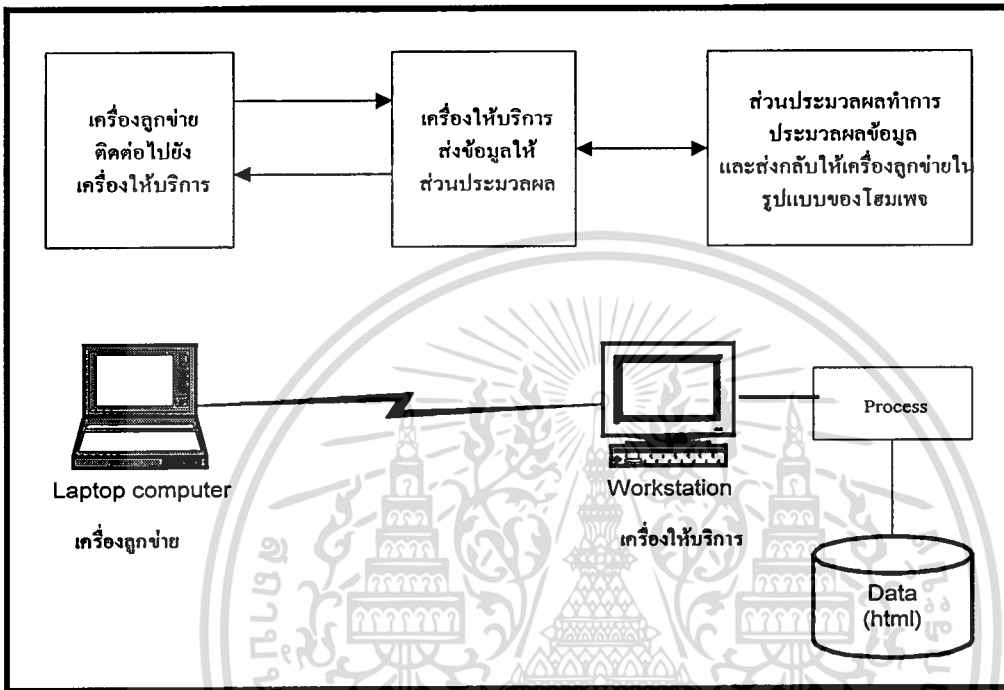 เครื่องลูกข่าย
ติดต่อไปยัง
เครื่องให้บริการ
เครื่องให้บริการ
ส่งข้อมูลให้
ส่วนประมวลผล
ส่วนประมวลผลทำการ
ประมวลผลข้อมูล
และส่งกลับให้เครื่องลูกข่ายใน
รูปแบบของโฮมเพจ
Laptop computer
เครื่องลูกข่าย
Workstation
เครื่องให้บริการ
Process
Data
(html)